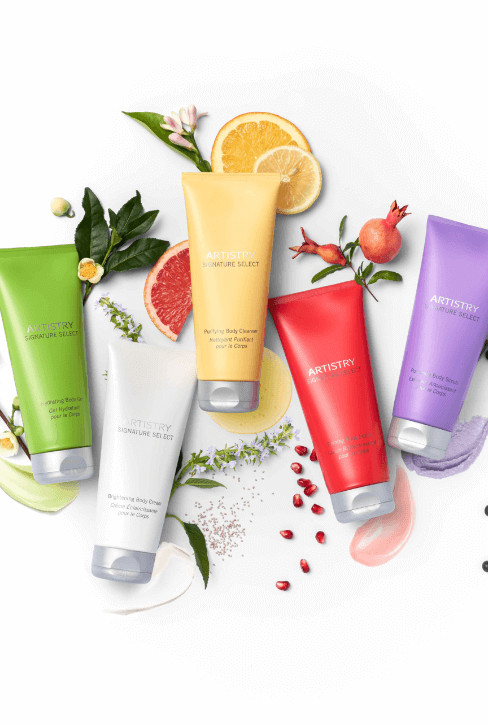 ARTISTRY
SIGNATURE SELECT
Purifying Body Cleanser
Nettoyant Purifiant
pour le Corps
ARTISTRY
SIGNATURE SELECT
Hydrating Body Gel
Gel Hydratant
pour le Corps
ARTISTRY
SIGNATURE SELECT
Brightening Body Cream
Crème Éclaircissante
pour le Corps
ARTISTRY
pour le Corps
ARTISTRY
SELECT
Body
pour le Corps